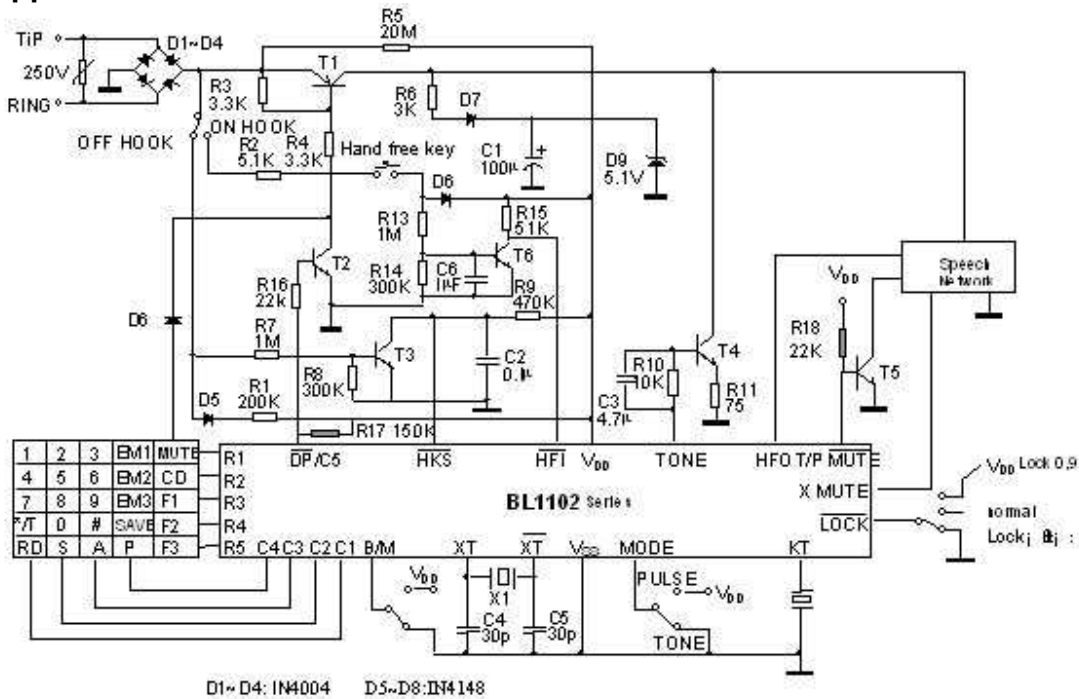 R5
20M
TiP
D1~D4
T1
250V
R3
3.3K
R6
3K
D7
RING
ON HOOK
OFF HOOK
R2
5.1K
R4
3.3K
Hand free key
C1
100µ
+
D9
5.1V
D6
R13
1M
R15
51K
T6
T2
R14
300K
C6
1µF
R9
470K
R16
22k
VDD
Speech
Network
D6
R7
1M
T3
R18
22K
T4
T5
R8
300K
C2
0.1µ
R10
10K
C3
4.7µ
R11
75
D5
R1
200K
R17 150K
1 2 3 EM1 MUTE
4 5 6 EM2 CD
7 8 9 EM3 F1
*/T 0 # SAVE F2
RD S A P F3
R1
R2
R3
R4
R5
DP/C5 HKS HFI VDD TONE HFO T/P MUTE
X MUTE
LOCK
BL1102 Series
C4 C3 C2 C1 B/M XT XT VSS MODE KT
VDD Lock 0,9
normal
VDD
X1
PULSE
VDD
C4
30p
C5
30p
TONE
D1~D4: IN4004 D5~D8:IN4148